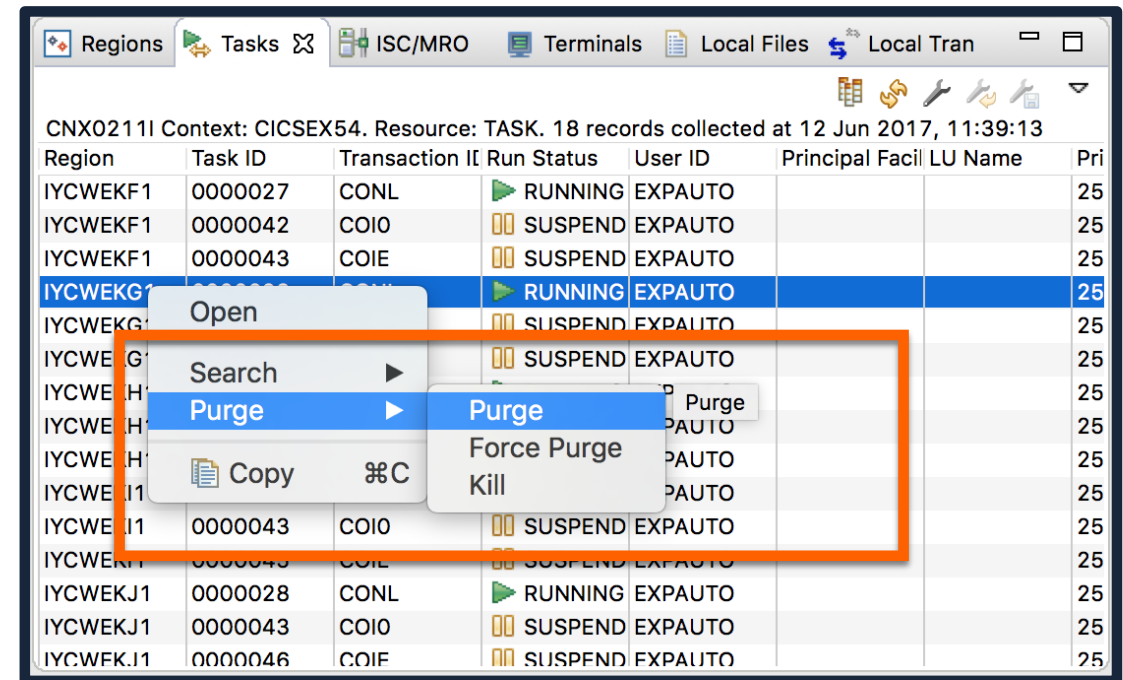 Regions Tasks ISC/MRO Terminals Local Files Local Tran
CNX0211I Context: CICSEX54. Resource: TASK. 18 records collected at 12 Jun 2017, 11:39:13
Region Task ID Transaction ID Run Status User ID Principal Facil LU Name Pri
IYCWEKF1 0000027 CONL RUNNING EXPAUTO 25
IYCWEKF1 0000042 COI0 SUSPEND EXPAUTO 25
IYCWEKF1 0000043 COIE SUSPEND EXPAUTO 25
IYCWEKG1 RUNNING EXPAUTO 25
Open
IYCWEKG1 SUSPEND EXPAUTO 25
SUSPEND EXPAUTO 25
Search
25
Purge Purge Purge
25
Force Purge
25
Copy ⌘C Kill
25
0000043 COI0 SUSPEND EXPAUTO 25
25
IYCWEKJ1 0000028 CONL RUNNING EXPAUTO 25
IYCWEKJ1 0000043 COI0 SUSPEND EXPAUTO 25
IYCWEKJ1 0000046 COIE SUSPEND EXPAUTO 25